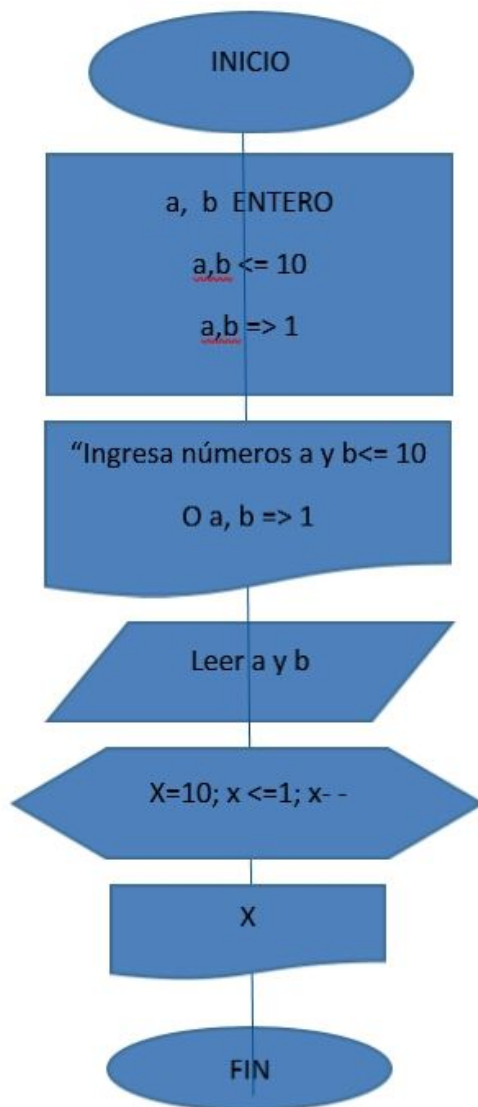 INICIO
a, b ENTERO
a,b <= 10
a,b => 1
“Ingresa números a y b<= 10
O a, b => 1
Leer a y b
X=10; x <=1; x- -
X
FIN